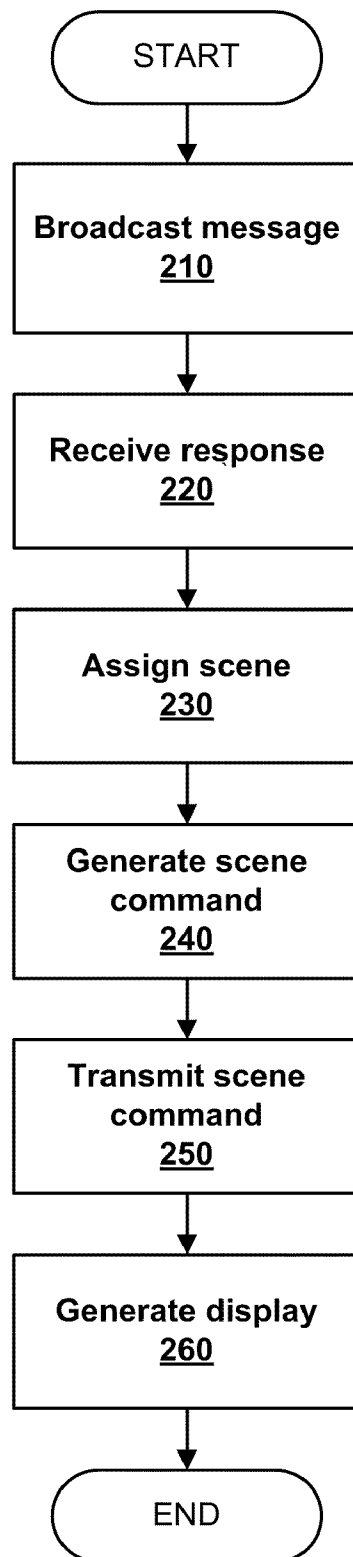 START
Broadcast message
210
Receive response
220
Assign scene
230
Generate scene
command
240
Transmit scene
command
250
Generate display
260
END